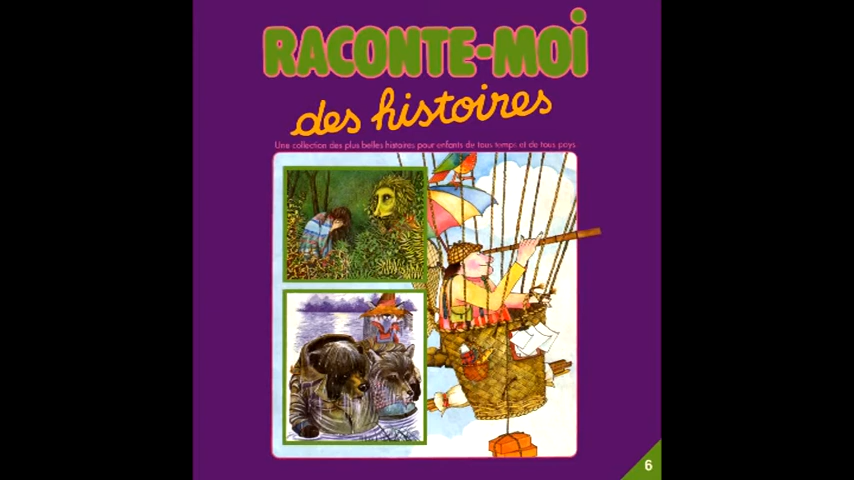 RACONTE-MOi
des histoires
Une collection des plus belles histoires pour enfants de tous temps et de tous pays
6